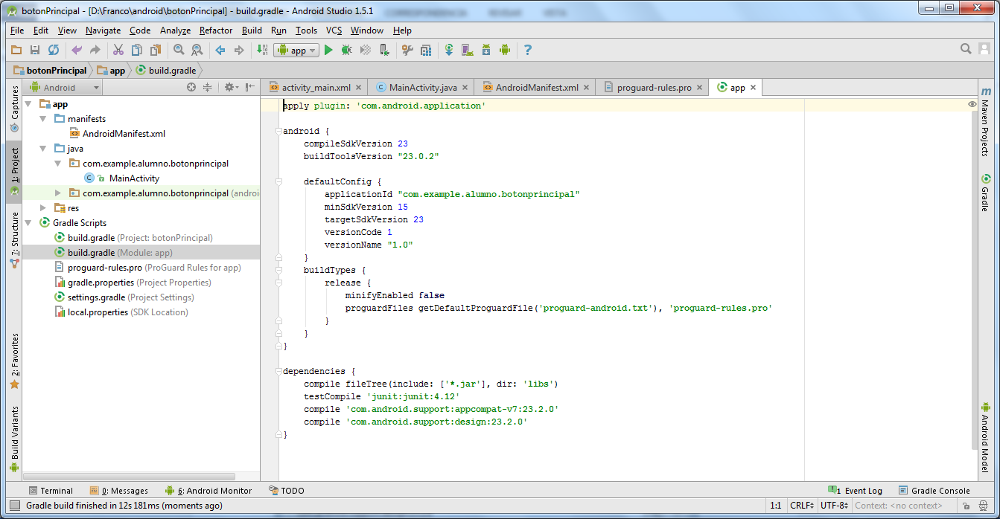 botonPrincipal - [D:\Franco\android\botonPrincipal] - build.gradle - Android Studio 1.5.1
File Edit View Navigate Code Analyze Refactor Build Run Tools VCS Window Help
app
botonPrincipal app build.gradle
Android
activity_main.xml MainActivity.java AndroidManifest.xml proguard-rules.pro app
Captures
1: Project
7: Structure
2: Favorites
Build Variants
app
manifests
AndroidManifest.xml
java
com.example.alumno.botonprincipal
MainActivity
com.example.alumno.botonprincipal (androi
res
Gradle Scripts
build.gradle (Project: botonPrincipal)
build.gradle (Module: app)
proguard-rules.pro (ProGuard Rules for app)
gradle.properties (Project Properties)
settings.gradle (Project Settings)
local.properties (SDK Location)
apply plugin: 'com.android.application'
android {
compileSdkVersion 23
buildToolsVersion "23.0.2"
defaultConfig {
applicationId "com.example.alumno.botonprincipal"
minSdkVersion 15
targetSdkVersion 23
versionCode 1
versionName "1.0"
}
buildTypes {
release {
minifyEnabled false
proguardFiles getDefaultProguardFile('proguard-android.txt'), 'proguard-rules.pro'
}
}
}
dependencies {
compile fileTree(include: ['*.jar'], dir: 'libs')
testCompile 'junit:junit:4.12'
compile 'com.android.support:appcompat-v7:23.2.0'
compile 'com.android.support:design:23.2.0'
}
m
Maven Projects
Gradle
Android Model
Terminal 0: Messages 6: Android Monitor TODO 1 Event Log Gradle Console
Gradle build finished in 12s 181ms (moments ago) 1:1 CRLF UTF-8 Context: <no context>